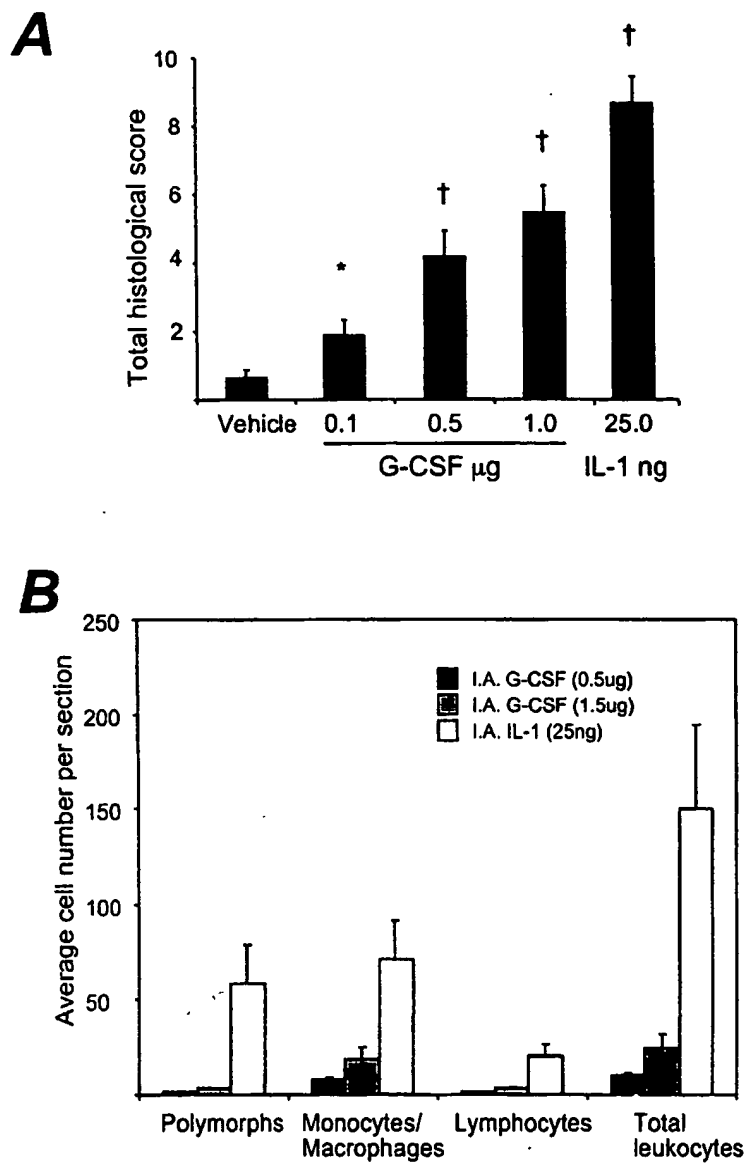 A
Total histological score
10
8
6
4
2
*
†
†
†
Vehicle 0.1 0.5 1.0 25.0
G-CSF µg IL-1 ng
B
Average cell number per section
250
200
150
100
50
I.A. G-CSF (0.5ug)
I.A. G-CSF (1.5ug)
I.A. IL-1 (25ng)
Polymorphs Monocytes/ Lymphocytes Total
Macrophages leukocytes